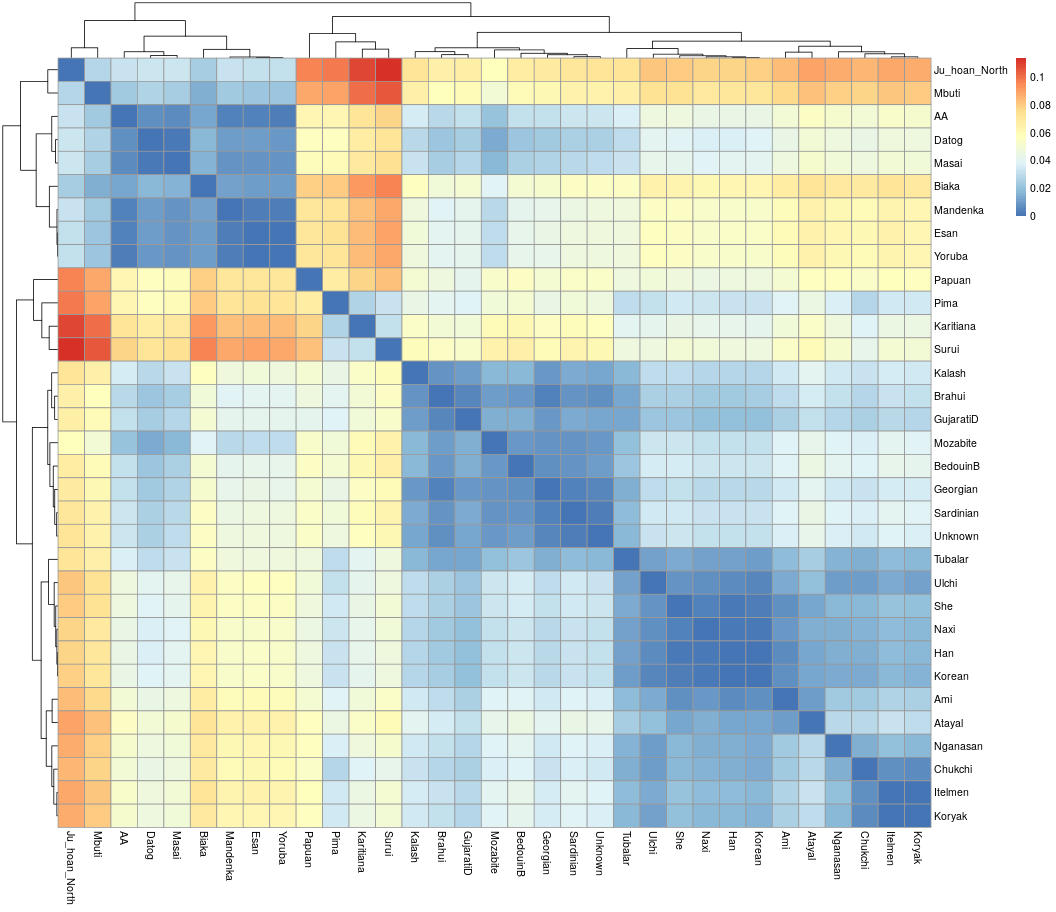 Ju_hoan_North
Mbuti
AA
Datog
Masai
Biaka
Mandenka
Esan
Yoruba
Papuan
Pima
Karitiana
Surui
Kalash
Brahui
GujaratiD
Mozabite
BedouinB
Georgian
Sardinian
Unknown
Tubalar
Ulchi
She
Naxi
Han
Korean
Ami
Atayal
Nganasan
Chukchi
Itelmen
Koryak
0.1
0.08
0.06
0.04
0.02
0
Ju_hoan_North
Mbuti
AA
Datog
Masai
Biaka
Mandenka
Esan
Yoruba
Papuan
Pima
Karitiana
Surui
Kalash
Brahui
GujaratiD
Mozabite
BedouinB
Georgian
Sardinian
Unknown
Tubalar
Ulchi
She
Naxi
Han
Korean
Ami
Atayal
Nganasan
Chukchi
Itelmen
Koryak